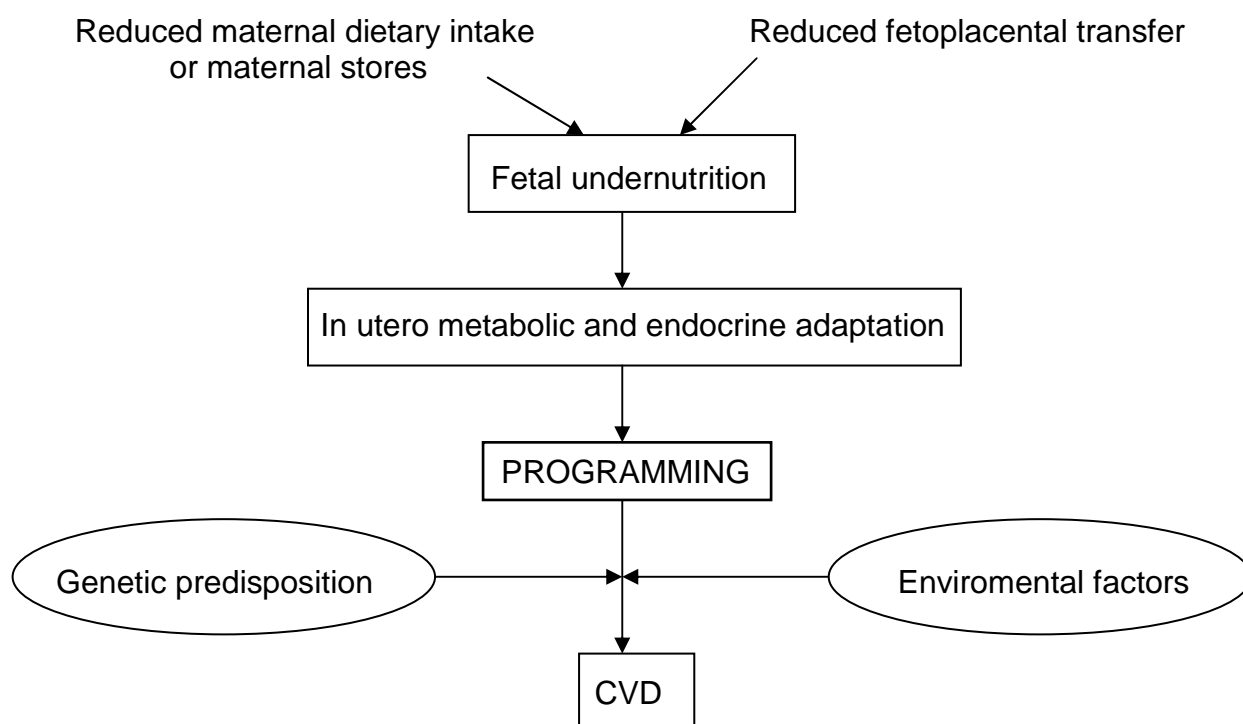 Reduced maternal dietary intake
or maternal stores
Reduced fetoplacental transfer
Fetal undernutrition
In utero metabolic and endocrine adaptation
PROGRAMMING
Genetic predisposition
Enviromental factors
CVD